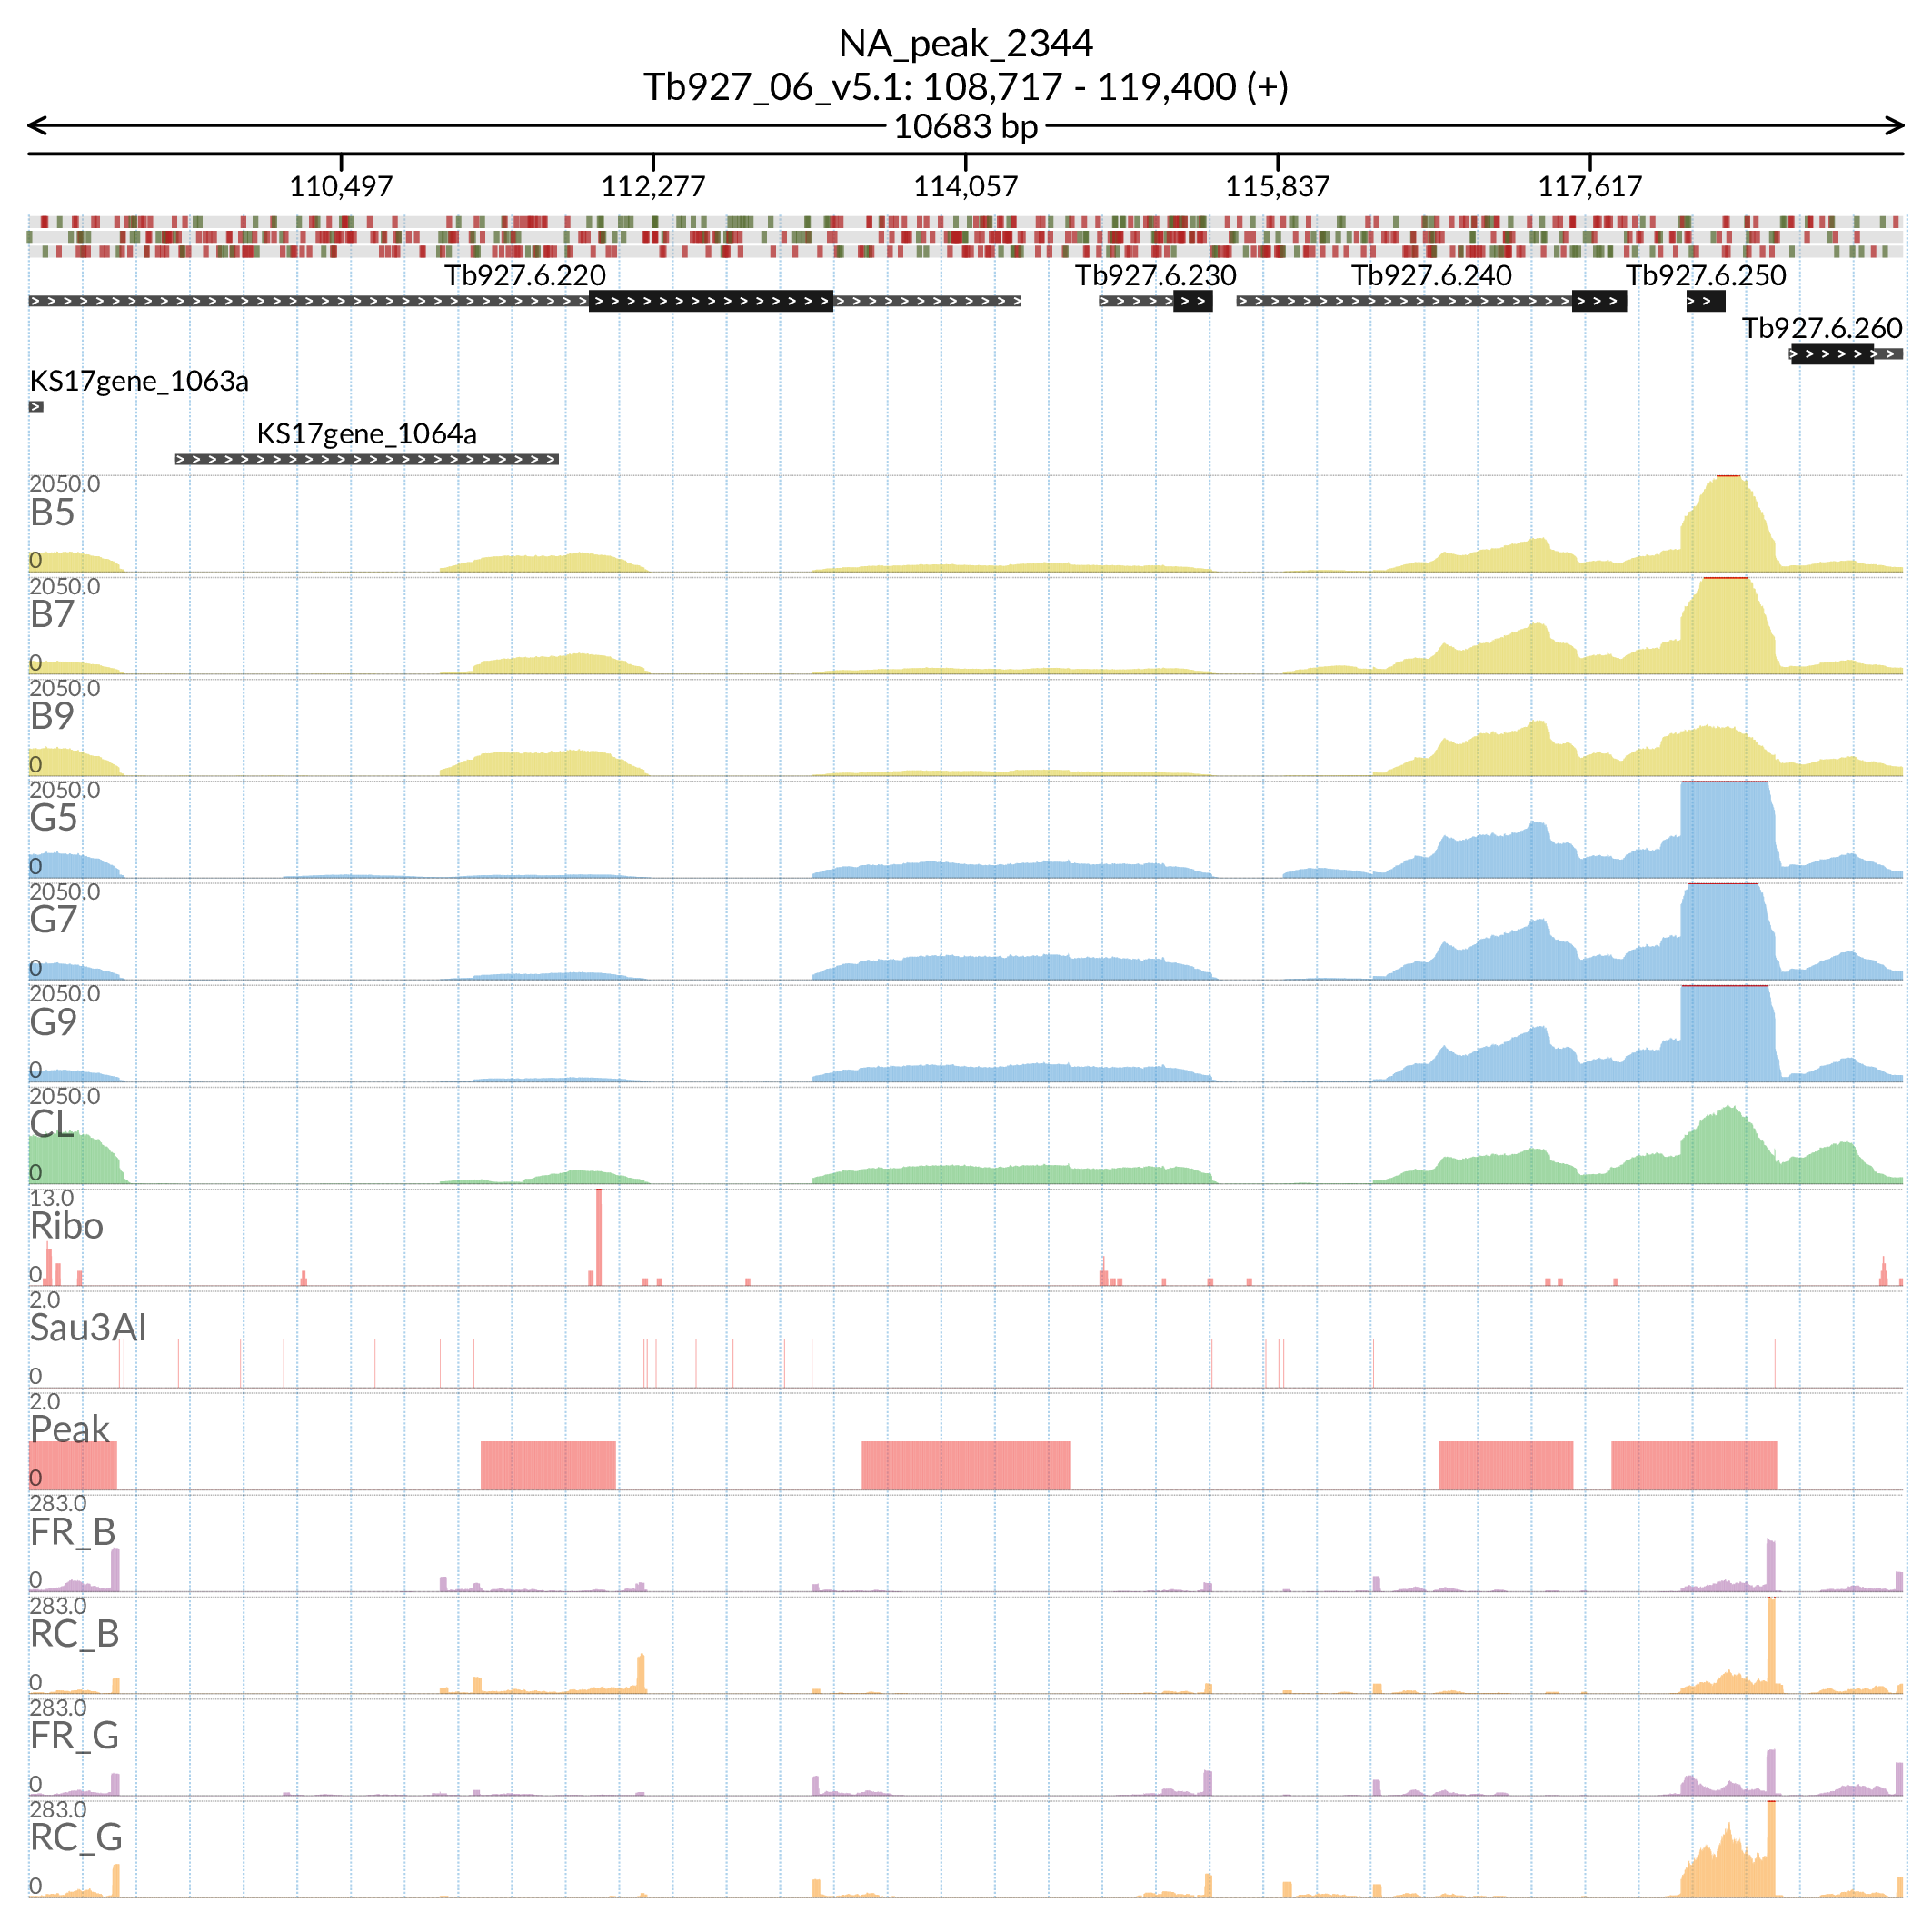 NA_peak_2344
Tb927_06_v5.1: 108,717 - 119,400 (+)
10683 bp
110,497 112,277 114,057 115,837 117,617
Tb927.6.220 Tb927.6.230 Tb927.6.240 Tb927.6.250
Tb927.6.260
KS17gene_1063a
KS17gene_1064a
2050.0
B5
0
2050.0
B7
0
2050.0
B9
0
2050.0
G5
0
2050.0
G7
0
2050.0
G9
0
2050.0
CL
0
13.0
Ribo
0
2.0
Sau3AI
0
2.0
Peak
0
283.0
FR_B
0
283.0
RC_B
0
283.0
FR_G
0
283.0
RC_G
0